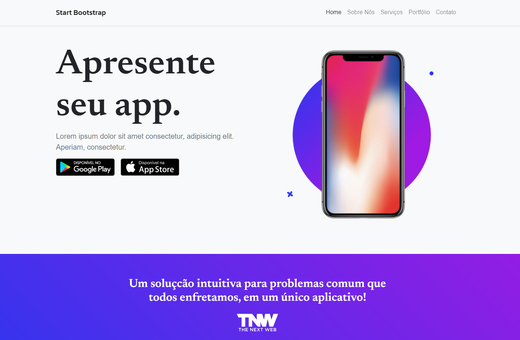 Start Bootstrap
Home Sobre Nós Serviços Portfólio Contato
Apresente
seu app.
Lorem ipsum dolor sit amet consectetur, adipisicing elit.
Aperiam, consectetur.
DISPONÍVEL NO
Google Play
Disponível na
App Store
Um solucção intuitiva para problemas comum que
todos enfretamos, em um único aplicativo!
TNW
THE NEXT WEB